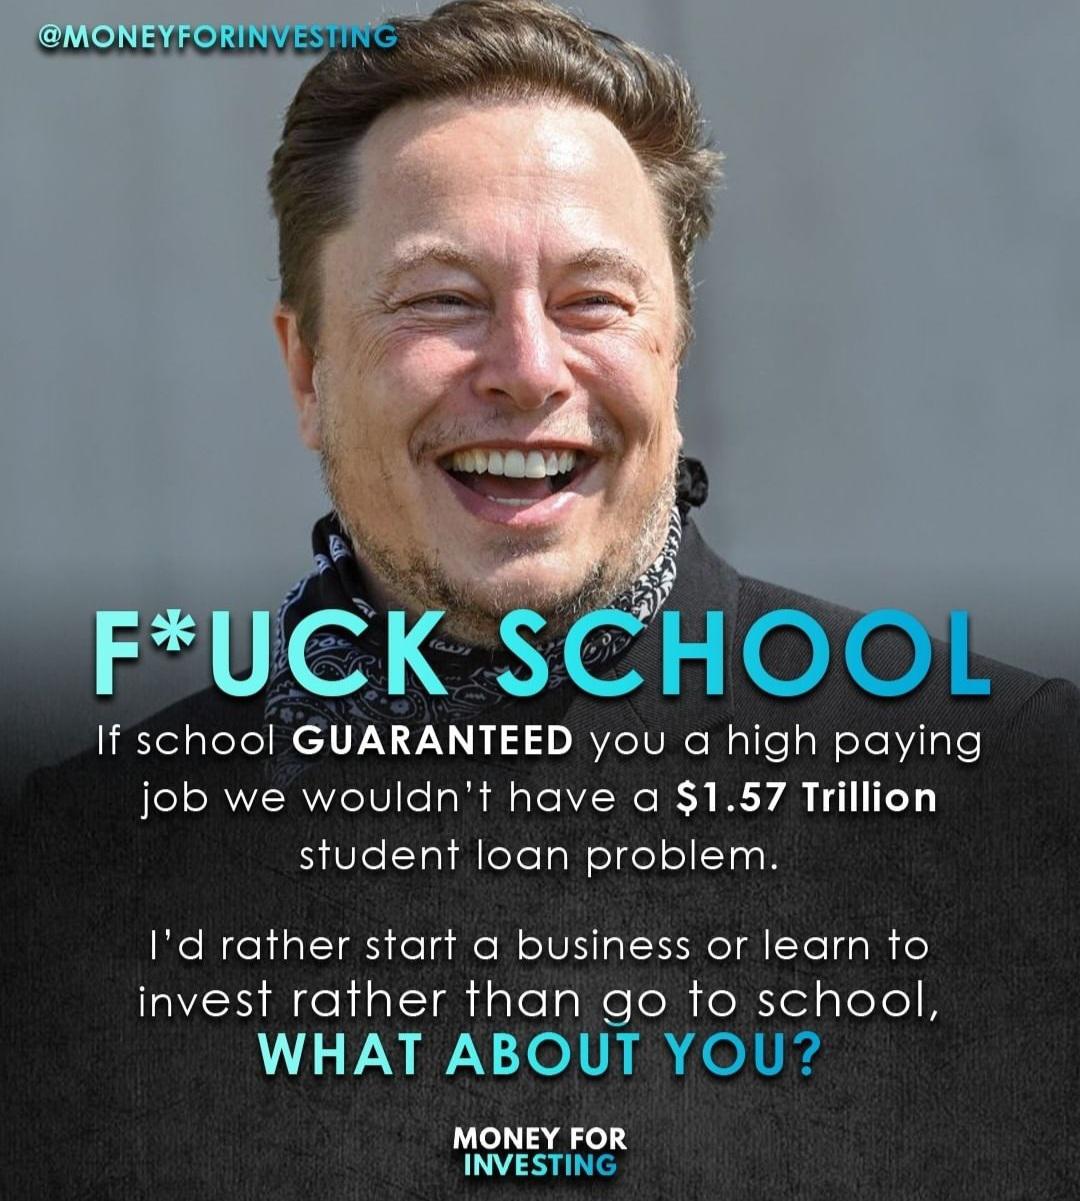 @MONEYFORINVESTING
F*UCK SCHOOL
If school GUARANTEED you a high paying
job we wouldn't have a $1.57 Trillion
student loan problem.
I'd rather start a business or learn to
invest rather than go to school,
WHAT ABOUT YOU?
MONEY FOR
INVESTING